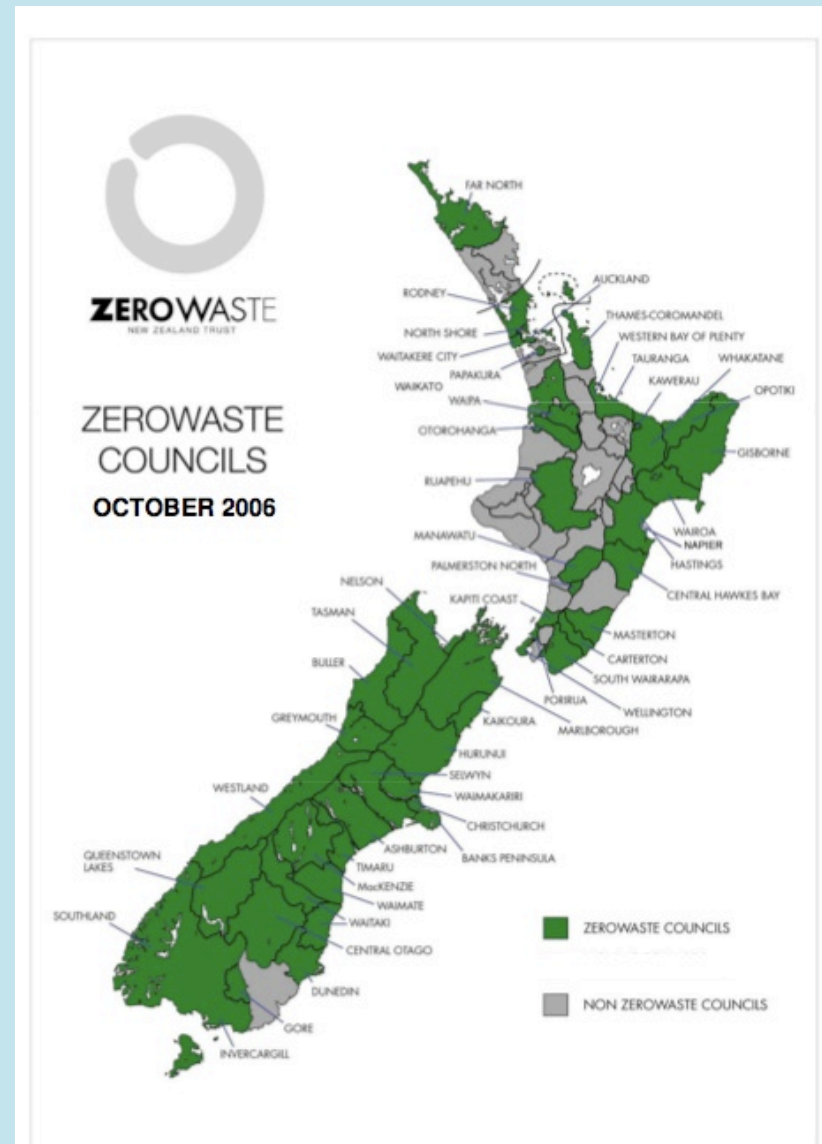 ZEROWASTE
NEW ZEALAND TRUST
ZEROWASTE
COUNCILS
OCTOBER 2006
FAR NORTH
AUCKLAND
RODNEY
THAMES-COROMANDEL
NORTH SHORE
WESTERN BAY OF PLENTY
WAITAKERE CITY
TAURANGA
WHAKATANE
PAPAKURA
KAWERAU
WAIKATO
OPOTIKI
WAIPA
OTOROHANGA
GISBORNE
RUAPEHU
WAIROA
MANAWATU
NAPIER
PALMERSTON NORTH
HASTINGS
NELSON
KAPITI COAST
CENTRAL HAWKES BAY
TASMAN
MASTERTON
CARTERTON
BULLER
SOUTH WAIRARAPA
PORIRUA
WELLINGTON
GREYMOUTH
KAIKOURA
MARLBOROUGH
HURUNUI
SELWYN
WESTLAND
WAIMAKARIRI
CHRISTCHURCH
ASHBURTON
BANKS PENINSULA
QUEENSTOWN
LAKES
TIMARU
MacKENZIE
WAIMATE
SOUTHLAND
WAITAKI
ZEROWASTE COUNCILS
CENTRAL OTAGO
DUNEDIN
NON ZEROWASTE COUNCILS
GORE
INVERCARGILL